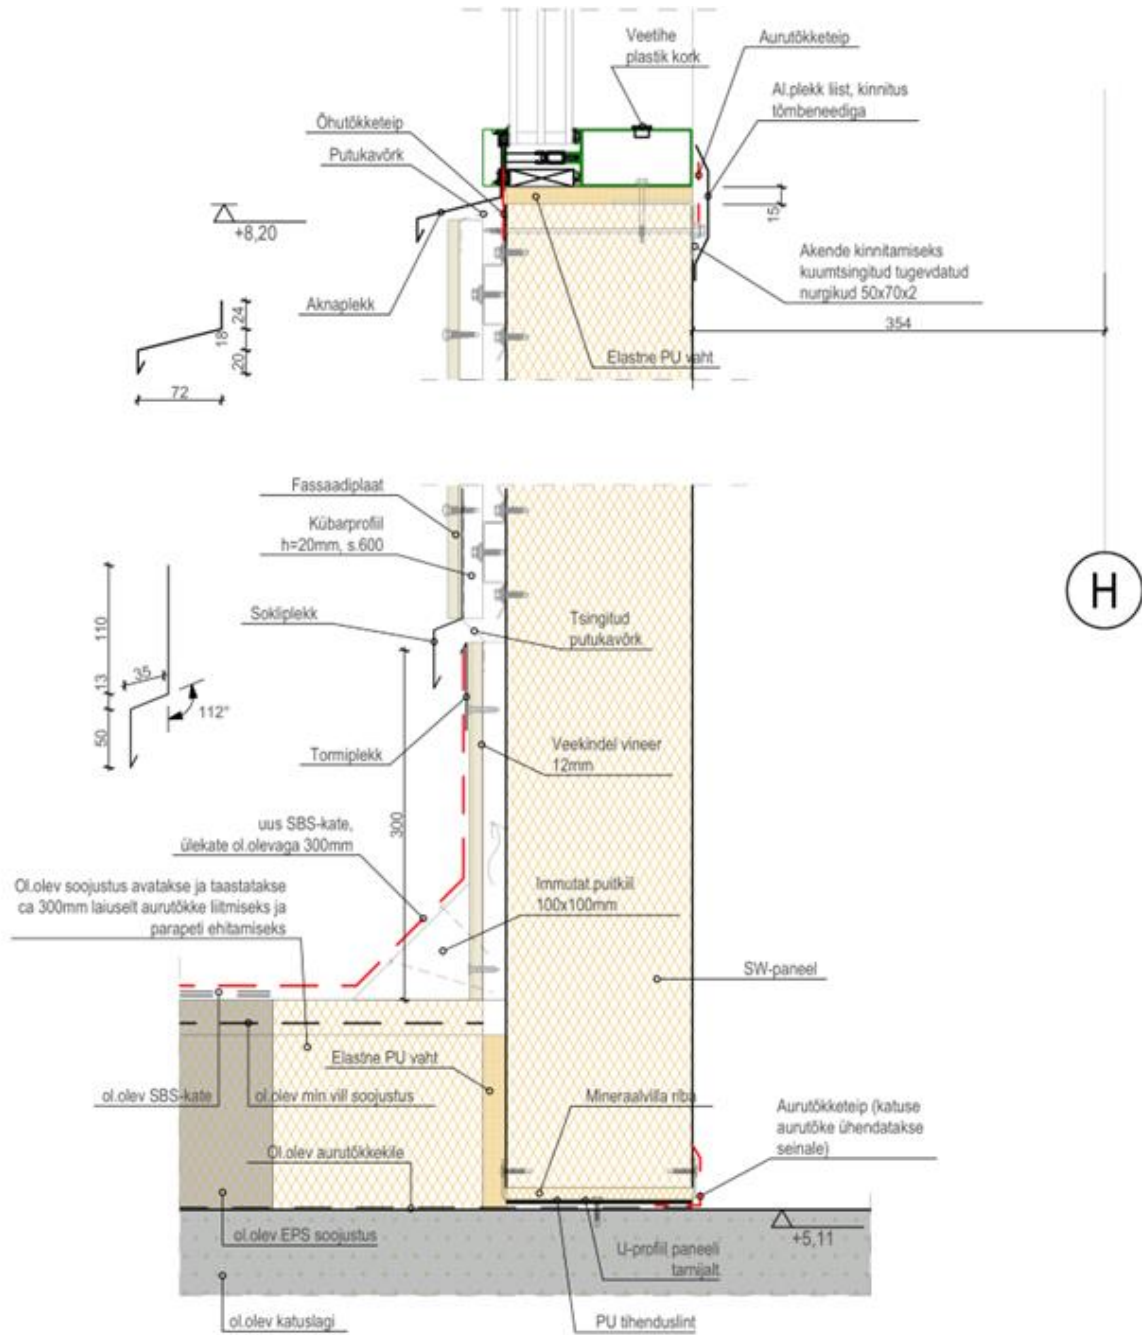 Veetihe
plastik kork
Aurutõkketeip
Al.plekk liist, kinnitus
tõmbeneediga
Õhutõkketeip
Putukavõrk
+8,20
15
Akende kinnitamiseks
kuumtsingitud tugevdatud
nurgikud 50x70x2
Aknaplekk
24
18
20
72
354
Elastne PU vaht
Fassaadiplaat
Kübarprofiil
h=20mm, s.600
H
Sokliplekk
Tsingitud
putukavõrk
110
35
13
112°
50
Tormiplekk
Veekindel vineer
12mm
300
uus SBS-kate,
ülekate ol.olevaga 300mm
Ol.olev soojustus avatakse ja taastatakse
ca 300mm laiuselt aurutõkke liitmiseks ja
parapeti ehitamiseks
Immutat.puitkiil
100x100mm
SW-paneel
Elastne PU vaht
ol.olev SBS-kate
ol.olev min.vill soojustus
Mineraalvilla riba
Aurutõkketeip (katuse
aurutõke ühendatakse
seinale)
Ol.olev aurutõkkekile
ol.olev EPS soojustus
+5,11
U-profiil paneeli
tarnijalt
ol.olev katuslagi
PU tihenduslint